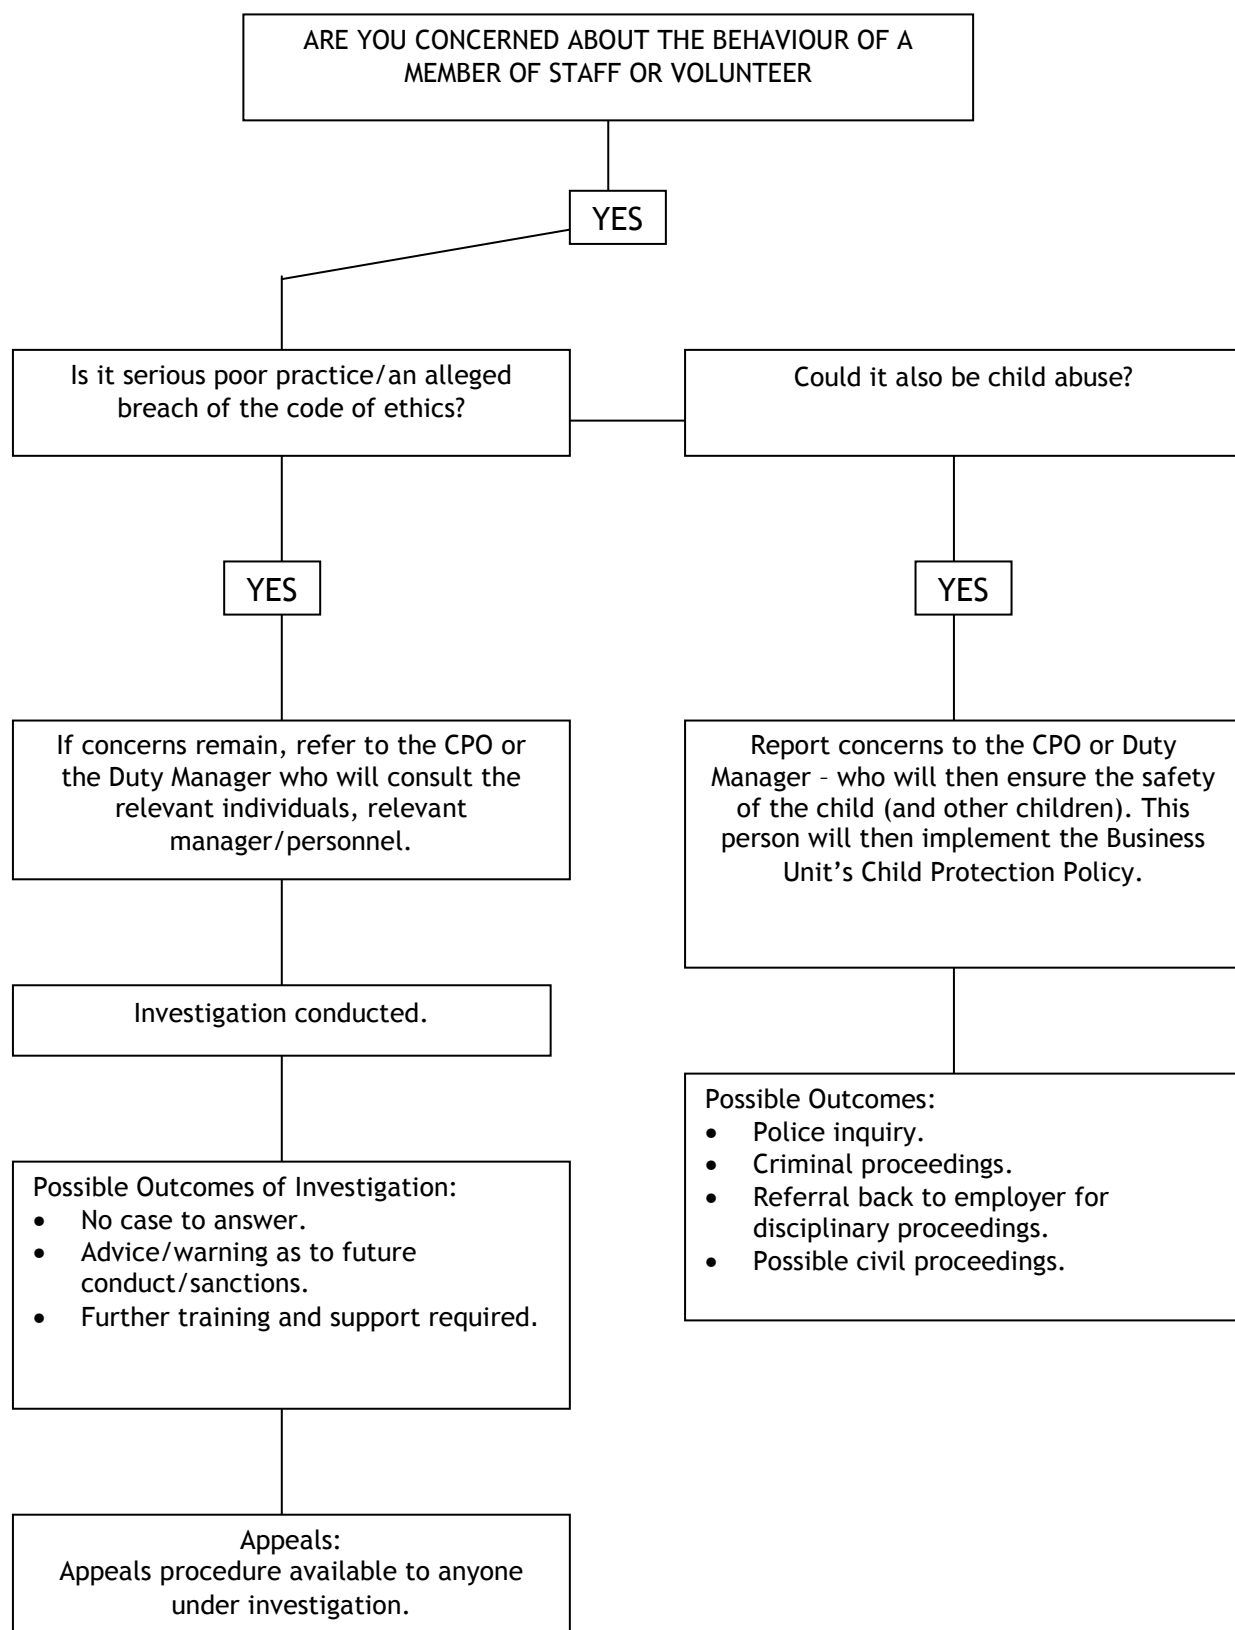 ARE YOU CONCERNED ABOUT THE BEHAVIOUR OF A
MEMBER OF STAFF OR VOLUNTEER
YES
Is it serious poor practice/an alleged
breach of the code of ethics?
Could it also be child abuse?
YES
YES
If concerns remain, refer to the CPO or
the Duty Manager who will consult the
relevant individuals, relevant
manager/personnel.
Report concerns to the CPO or Duty
Manager – who will then ensure the safety
of the child (and other children). This
person will then implement the Business
Unit’s Child Protection Policy.
Investigation conducted.
Possible Outcomes of Investigation:
• No case to answer.
• Advice/warning as to future
conduct/sanctions.
• Further training and support required.
Possible Outcomes:
• Police inquiry.
• Criminal proceedings.
• Referral back to employer for
disciplinary proceedings.
• Possible civil proceedings.
Appeals:
Appeals procedure available to anyone
under investigation.